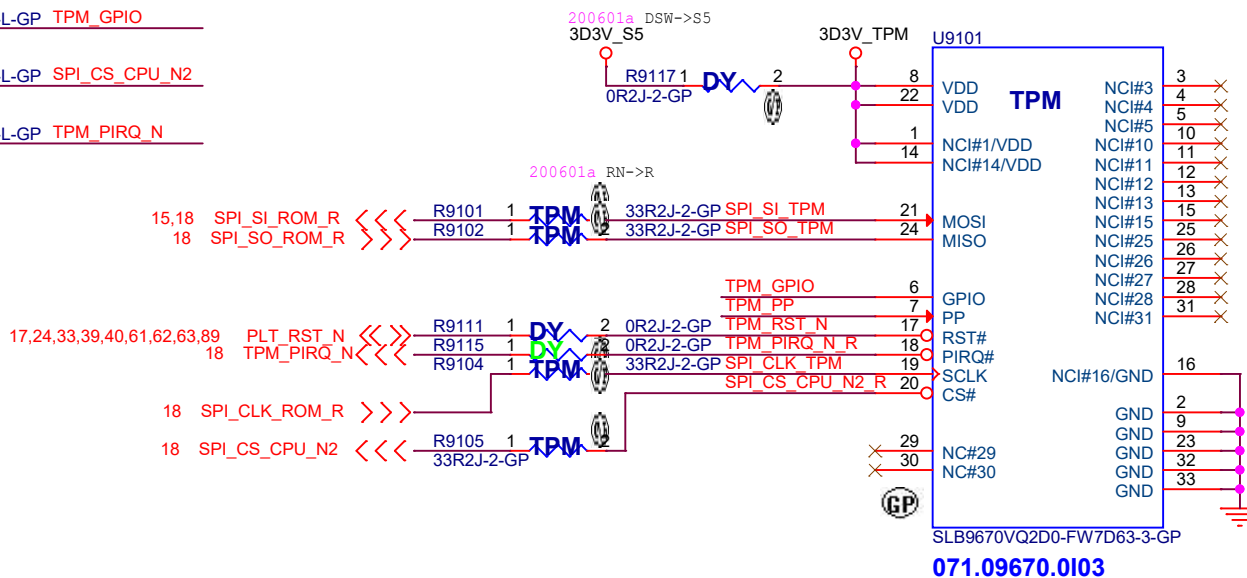 L-GP TPM_GPIO
L-GP SPI_CS_CPU_N2
L-GP TPM_PIRQ_N
200601a DSW->S5
3D3V_S5
3D3V_TPM
U9101
R9117 1 DY 2
0R2J-2-GP
8 VDD
22 VDD
1 NCI#1/VDD
14 NCI#14/VDD
TPM
NCI#3 3
NCI#4 4
NCI#5 5
NCI#10 10
NCI#11 11
NCI#12 12
NCI#13 13
NCI#15 15
NCI#25 25
NCI#26 26
NCI#27 27
NCI#28 28
NCI#31 31
200601a RN->R
15,18 SPI_SI_ROM_R R9101 1 TPM 2 33R2J-2-GP SPI_SI_TPM 21 MOSI
18 SPI_SO_ROM_R R9102 1 TPM 2 33R2J-2-GP SPI_SO_TPM 24 MISO
TPM_GPIO 6 GPIO
TPM_PP 7 PP
17,24,33,39,40,61,62,63,89 PLT_RST_N R9111 1 DY 2 0R2J-2-GP TPM_RST_N 17 RST#
18 TPM_PIRQ_N R9115 1 DY 2 0R2J-2-GP TPM_PIRQ_N_R 18 PIRQ#
R9104 1 TPM 2 33R2J-2-GP SPI_CLK_TPM 19 SCLK
SPI_CS_CPU_N2_R 20 CS#
18 SPI_CLK_ROM_R
18 SPI_CS_CPU_N2 R9105 1 TPM 2
33R2J-2-GP
29 NC#29
30 NC#30
NCI#16/GND 16
GND 2
GND 9
GND 23
GND 32
GND 33
GP
SLB9670VQ2D0-FW7D63-3-GP
071.09670.0I03